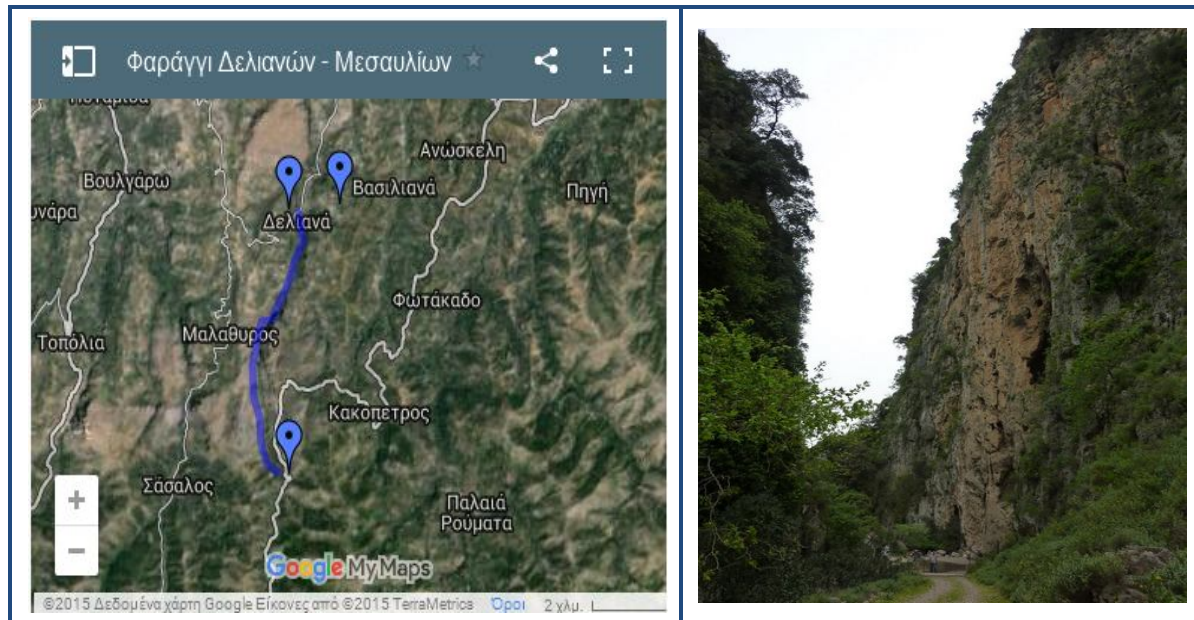 Φαράγγι Δελιανών - Μεσαυλίων
Ανώσκελη
Βουλγάρω
Βασιλιανά
Πηγή
Δελιανά
Φωτάκαδο
Τοπόλια
Μαλαθυρος
Κακόπετρος
Σάσαλος
Παλαιά
Ρούματα
+
−
Google My Maps
©2015 Δεδομένα χάρτη Google Εικόνες από ©2015 TerraMetrics Όροι 2 χλμ.